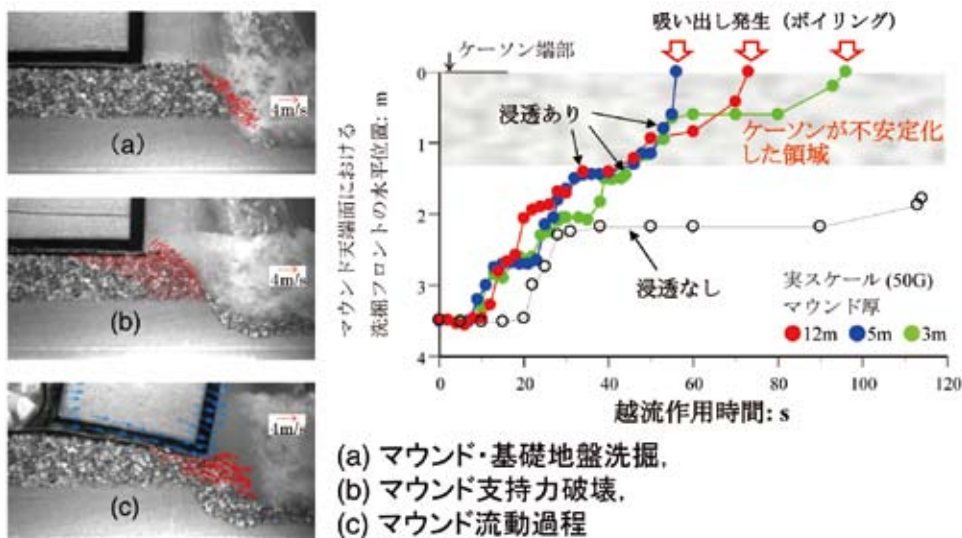 4m/s
(a)
4m/s
(b)
4m/s
(c)
吸い出し発生（ボイリング）
ケーソン端部
マウンド天端面における
洗掘フロントの水平位置: m
0
1
2
3
4
浸透あり
ケーソンが不安定化
した領域
浸透なし
実スケール (50G)
マウンド厚
12m 5m 3m
0 20 40 60 80 100 120
越流作用時間: s
(a) マウンド・基礎地盤洗掘,
(b) マウンド支持力破壊,
(c) マウンド流動過程